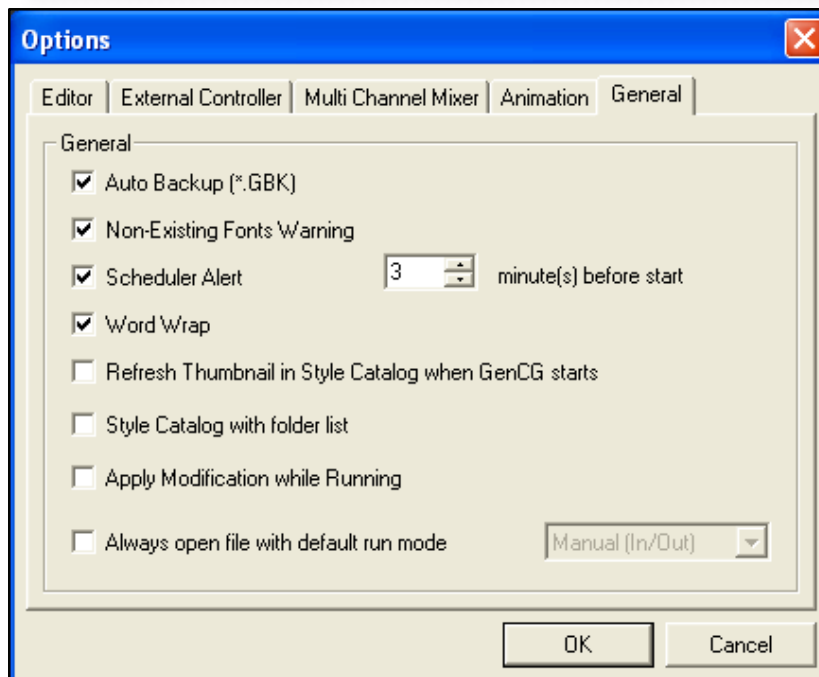 Options
Editor External Controller Multi Channel Mixer Animation General
General
Auto Backup (*.GBK)
Non-Existing Fonts Warning
Scheduler Alert 3 minute(s) before start
Word Wrap
Refresh Thumbnail in Style Catalog when GenCG starts
Style Catalog with folder list
Apply Modification while Running
Always open file with default run mode Manual (In/Out)
OK Cancel